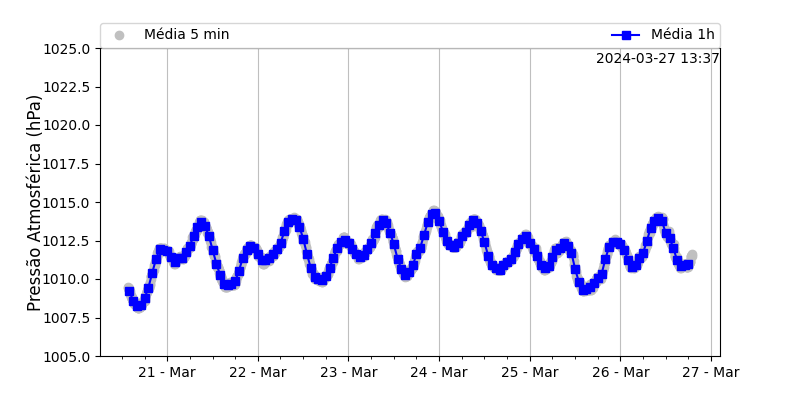 Média 5 min
Média 1h
2024-03-27 13:37
Pressão Atmosférica (hPa)
1025.0
1022.5
1020.0
1017.5
1015.0
1012.5
1010.0
1007.5
1005.0
21 - Mar
22 - Mar
23 - Mar
24 - Mar
25 - Mar
26 - Mar
27 - Mar